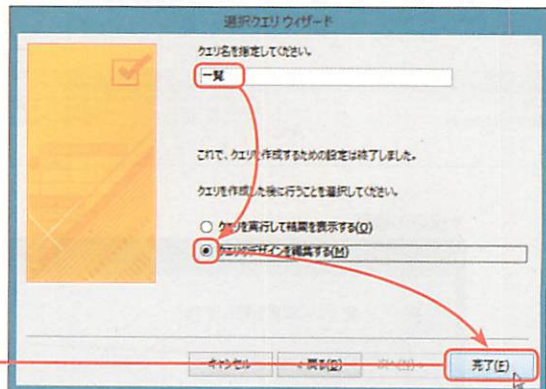 選択クエリ ウィザード
クエリ名を指定してください。
一覧
これで、クエリを作成するための設定は終了しました。
クエリを作成した後に行うことを選択してください。
クエリを実行して結果を表示する(O)
クエリのデザインを編集する(M)
キャンセル < 戻る(B) 次へ(N) > 完了(F)